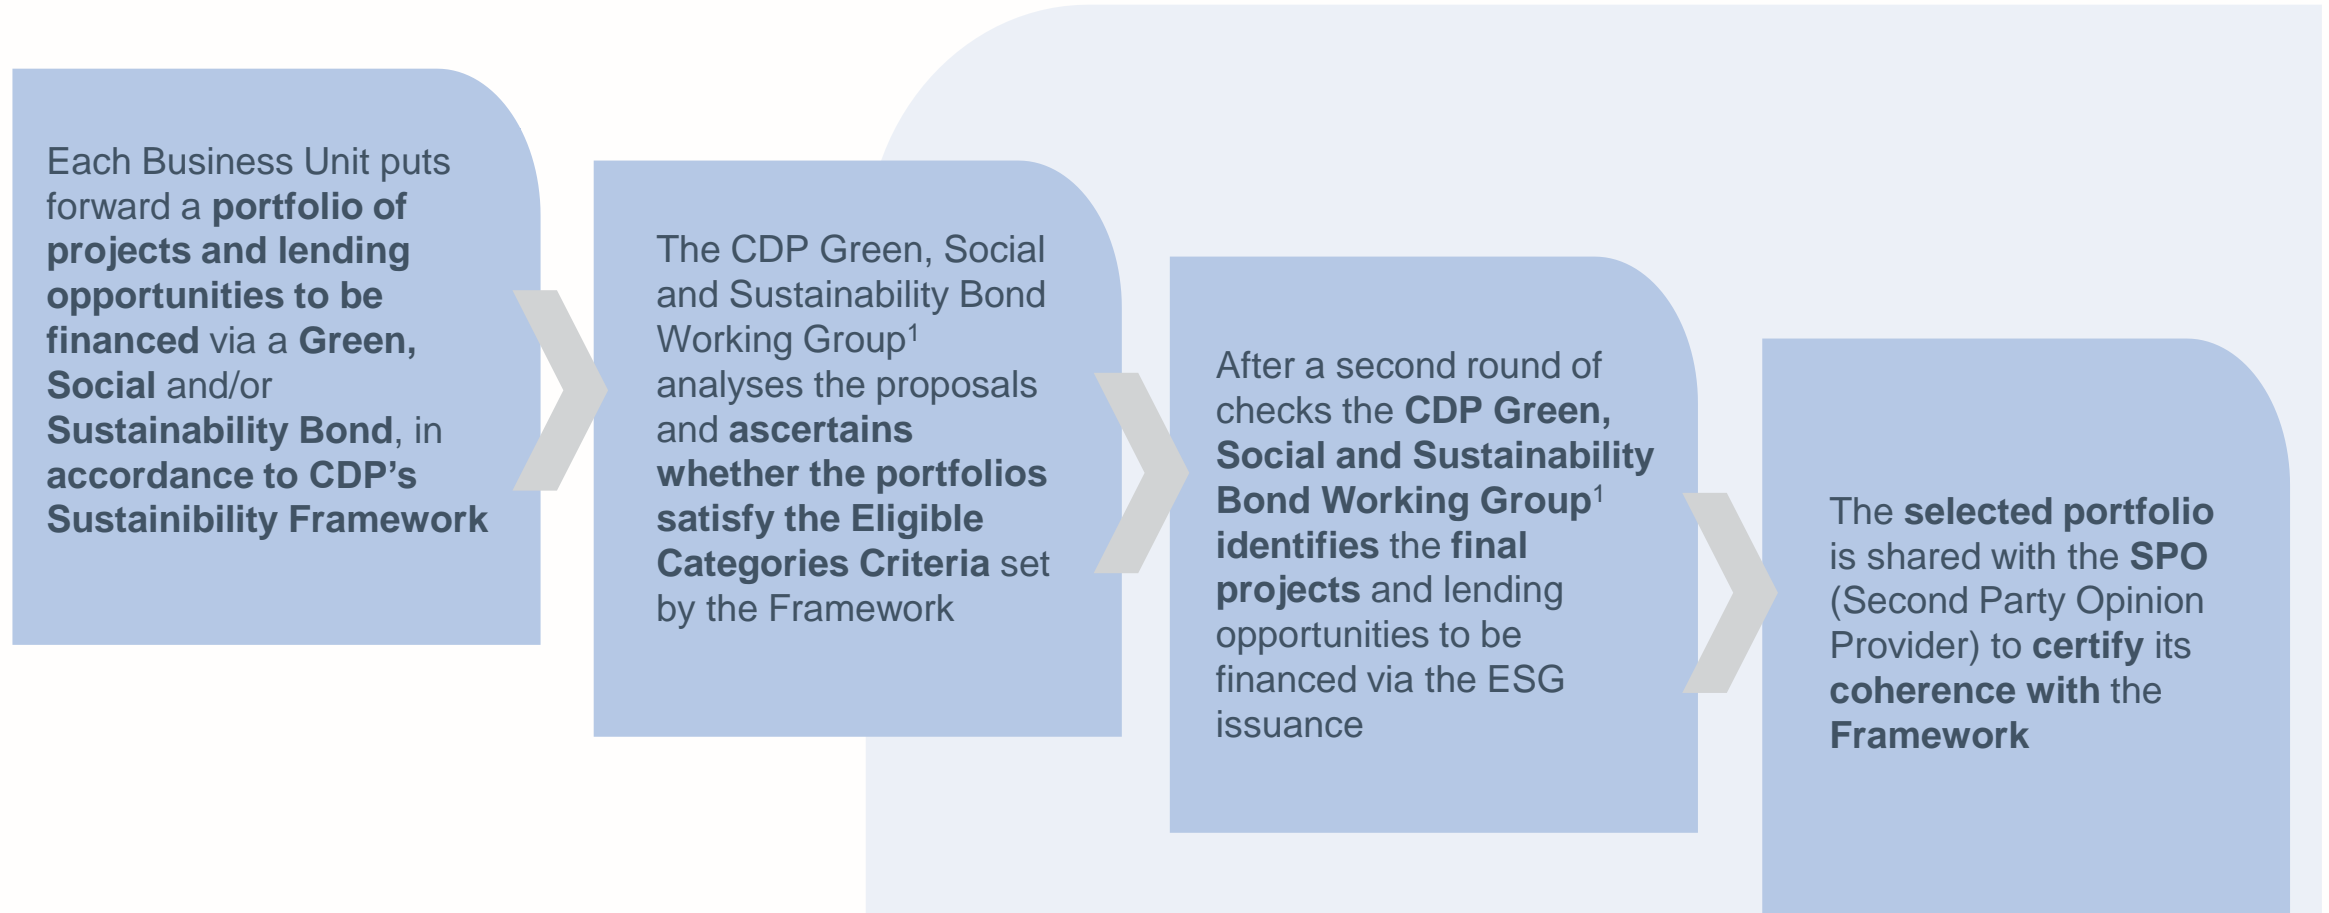 Each Business Unit puts
forward a portfolio of
projects and lending
opportunities to be
financed via a Green,
Social and/or
Sustainability Bond, in
accordance to CDP’s
Sustainibility Framework
The CDP Green, Social
and Sustainability Bond
Working Group¹
analyses the proposals
and ascertains
whether the portfolios
satisfy the Eligible
Categories Criteria set
by the Framework
After a second round of
checks the CDP Green,
Social and Sustainability
Bond Working Group¹
identifies the final
projects and lending
opportunities to be
financed via the ESG
issuance
The selected portfolio
is shared with the SPO
(Second Party Opinion
Provider) to certify its
coherence with the
Framework